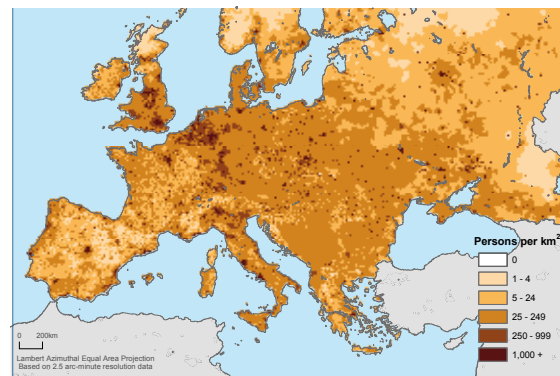 Persons per km²
0
1 - 4
5 - 24
25 - 249
250 - 999
1,000 +
0 200km
Lambert Azimuthal Equal Area Projection
Based on 2.5 arc-minute resolution data